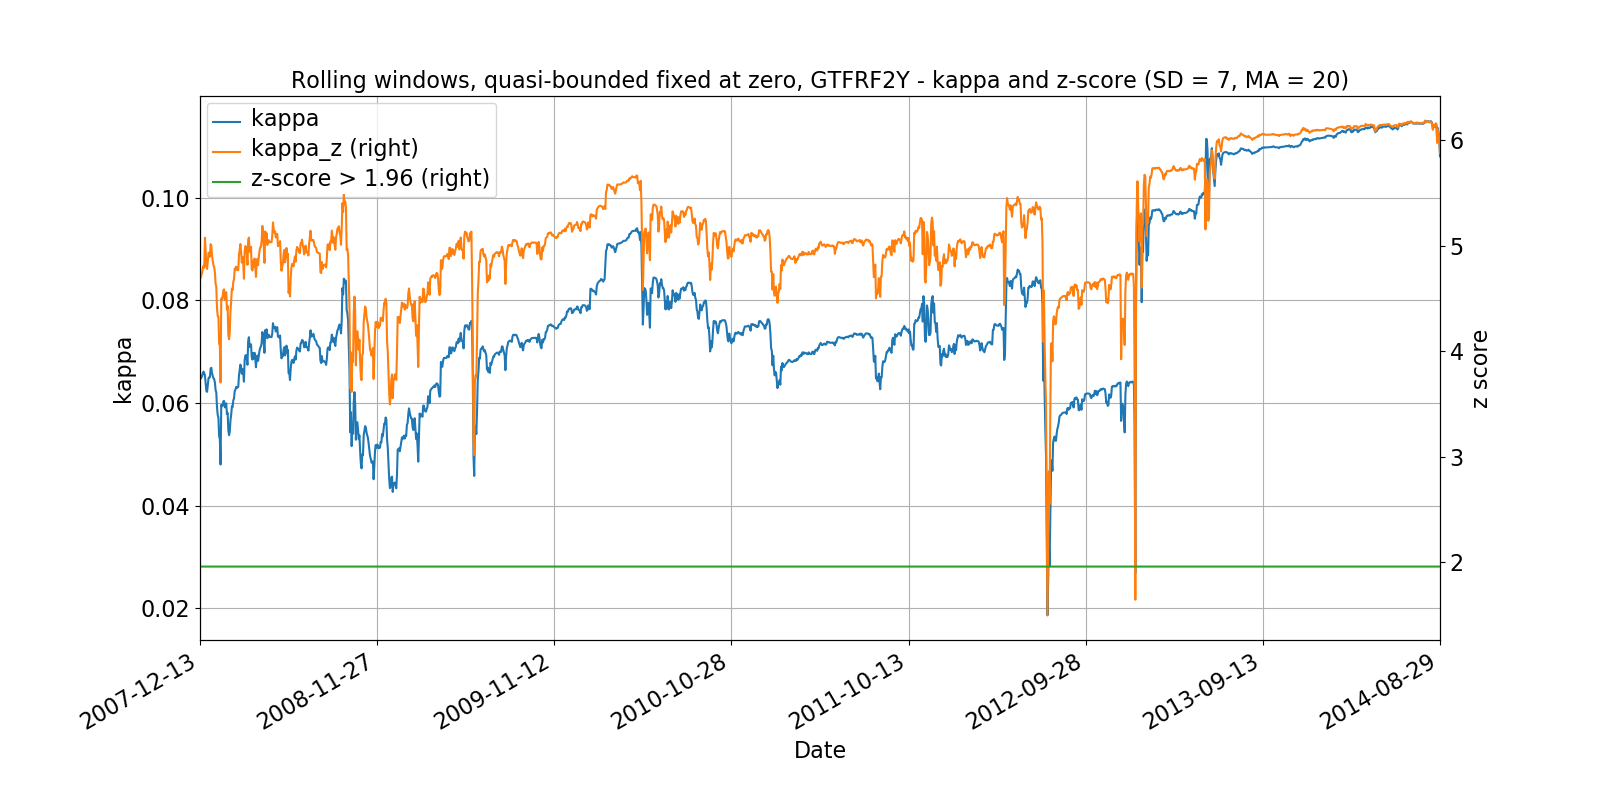 Rolling windows, quasi-bounded fixed at zero, GTFRF2Y - kappa and z-score (SD = 7, MA = 20)
kappa
kappa_z (right)
z-score > 1.96 (right)
0.10
0.08
0.06
0.04
0.02
kappa
6
5
4
3
2
z score
2007-12-13
2008-11-27
2009-11-12
2010-10-28
2011-10-13
2012-09-28
2013-09-13
2014-08-29
Date